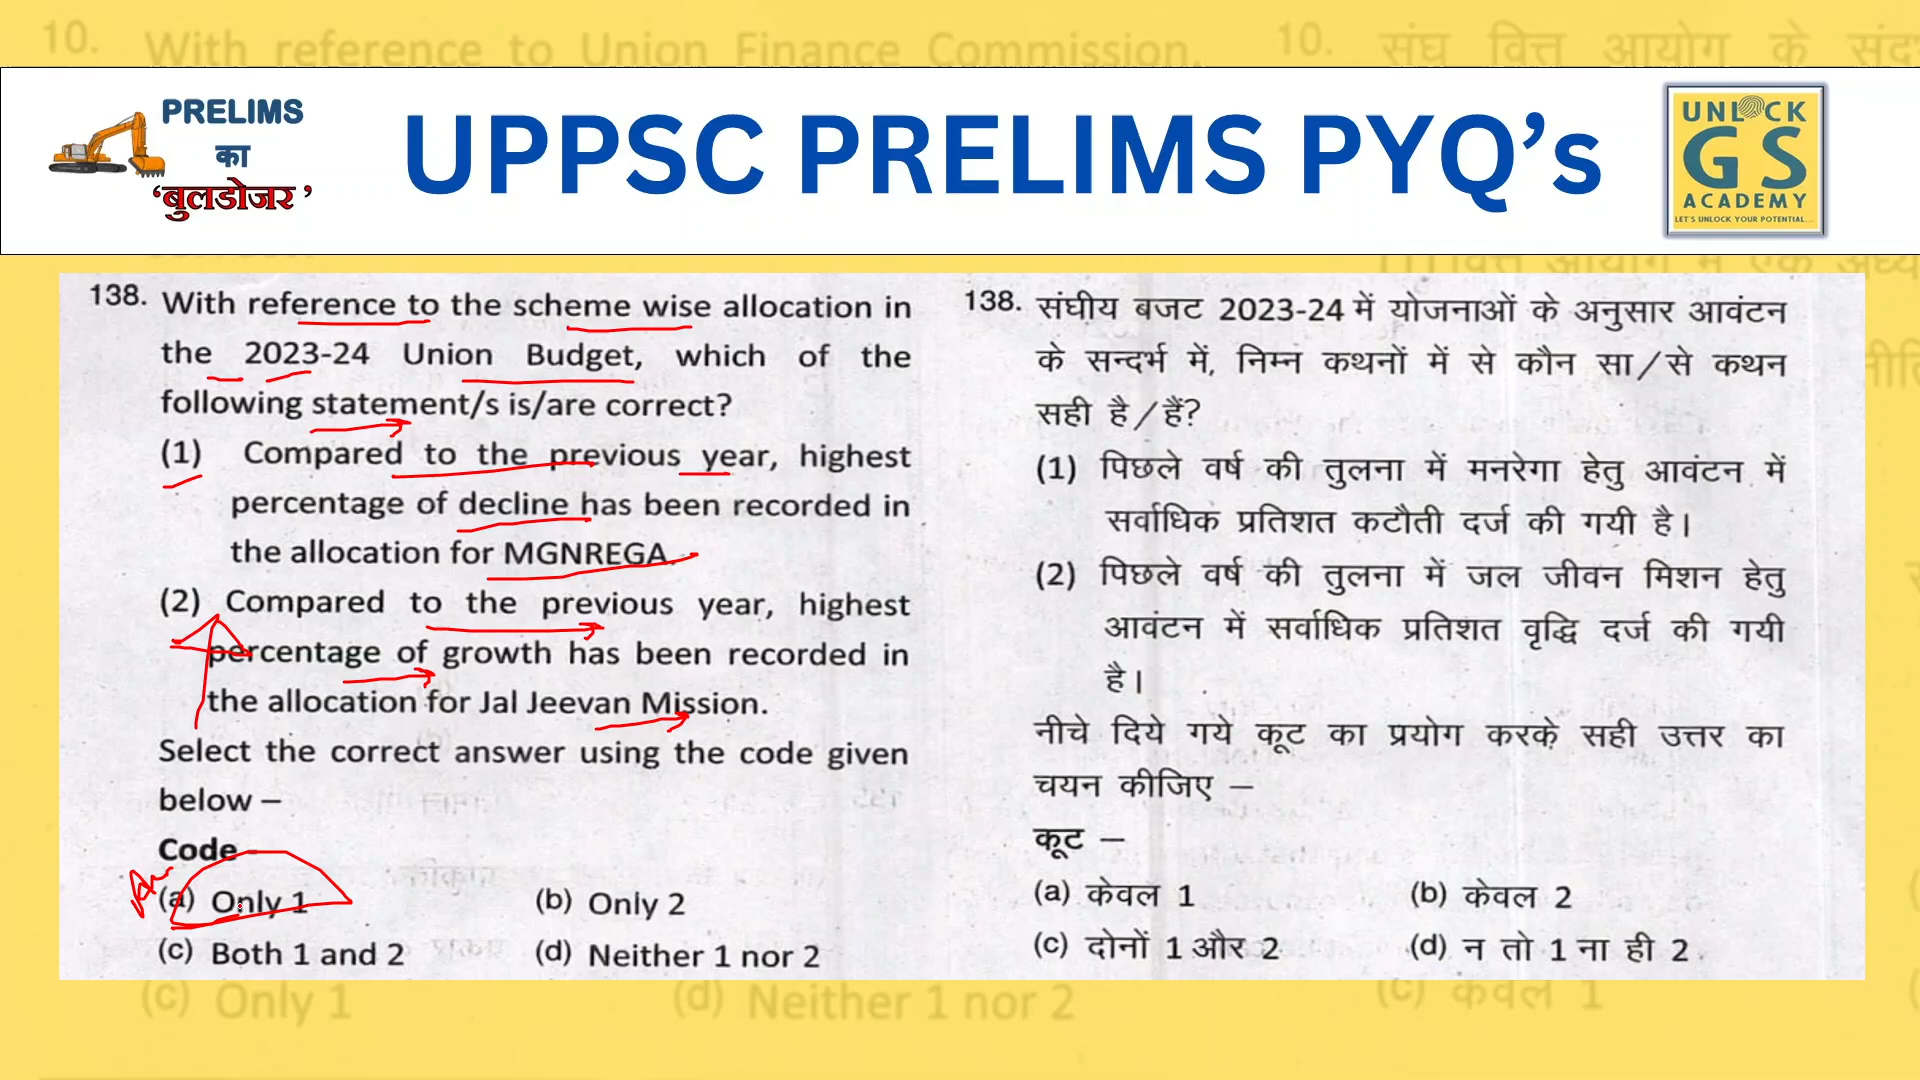 10. With reference to Union Finance Commission,
10. संघ वित्त आयोग के संदर्भ
PRELIMS
का
‘बुलडोजर’
UPPSC PRELIMS PYQ’s
UNLOCK
GS
ACADEMY
LET'S UNLOCK YOUR POTENTIAL....
138. With reference to the scheme wise allocation in
the 2023-24 Union Budget, which of the
following statement/s is/are correct?
(1) Compared to the previous year, highest
percentage of decline has been recorded in
the allocation for MGNREGA.
(2) Compared to the previous year, highest
percentage of growth has been recorded in
the allocation for Jal Jeevan Mission.
Select the correct answer using the code given
below –
Code –
(a) Only 1
(b) Only 2
(c) Both 1 and 2
(d) Neither 1 nor 2
138. संघीय बजट 2023-24 में योजनाओं के अनुसार आवंटन
के सन्दर्भ में, निम्न कथनों में से कौन सा/से कथन
सही है/हैं?
(1) पिछले वर्ष की तुलना में मनरेगा हेतु आवंटन में
सर्वाधिक प्रतिशत कटौती दर्ज की गयी है।
(2) पिछले वर्ष की तुलना में जल जीवन मिशन हेतु
आवंटन में सर्वाधिक प्रतिशत वृद्धि दर्ज की गयी
है।
नीचे दिये गये कूट का प्रयोग करके सही उत्तर का
चयन कीजिए –
कूट –
(a) केवल 1
(b) केवल 2
(c) दोनों 1 और 2
(d) न तो 1 ना ही 2
(c) Only 1
(d) Neither 1 nor 2
(c) केवल 1